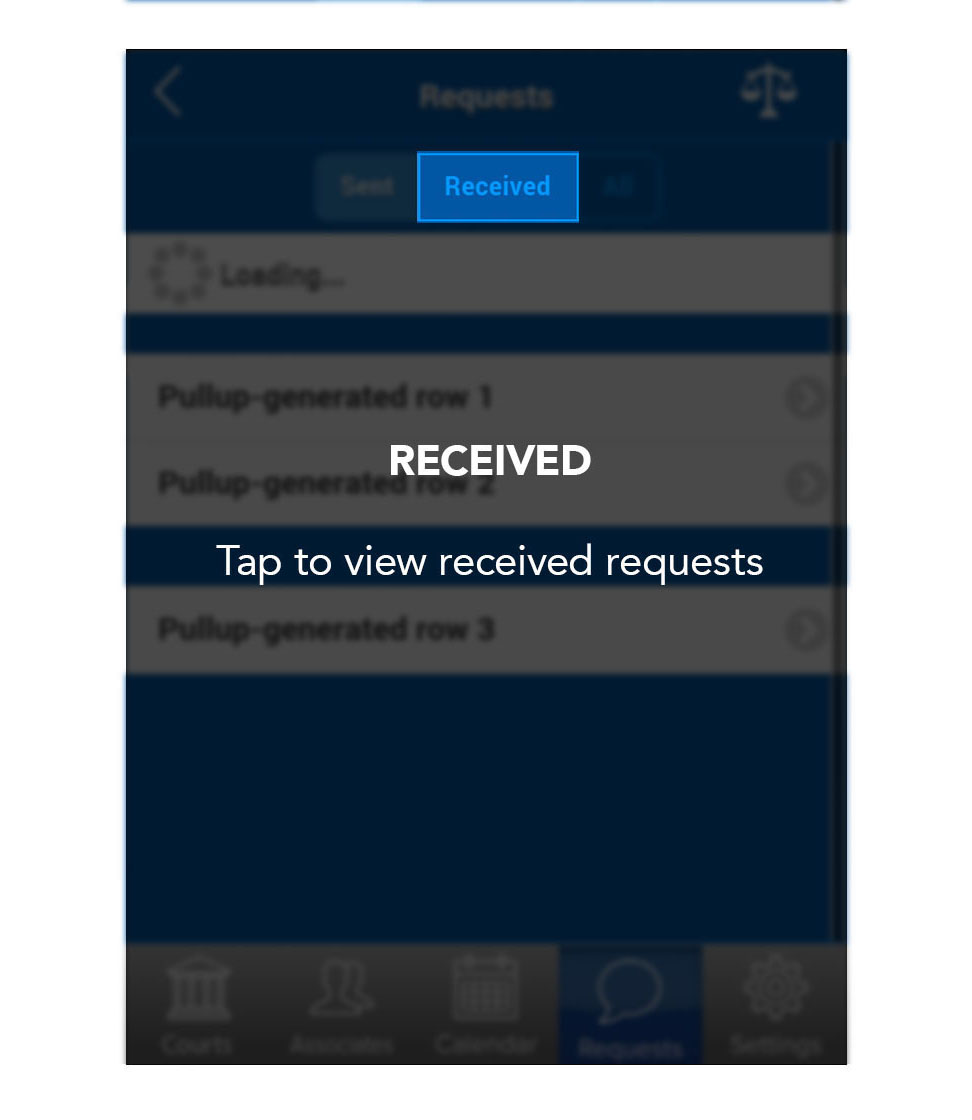 Requests
Sent Received All
Loading...
Pullup-generated row 1
RECEIVED
Pullup-generated row 2
Tap to view received requests
Pullup-generated row 3
Courts Associates Calendar Requests Settings